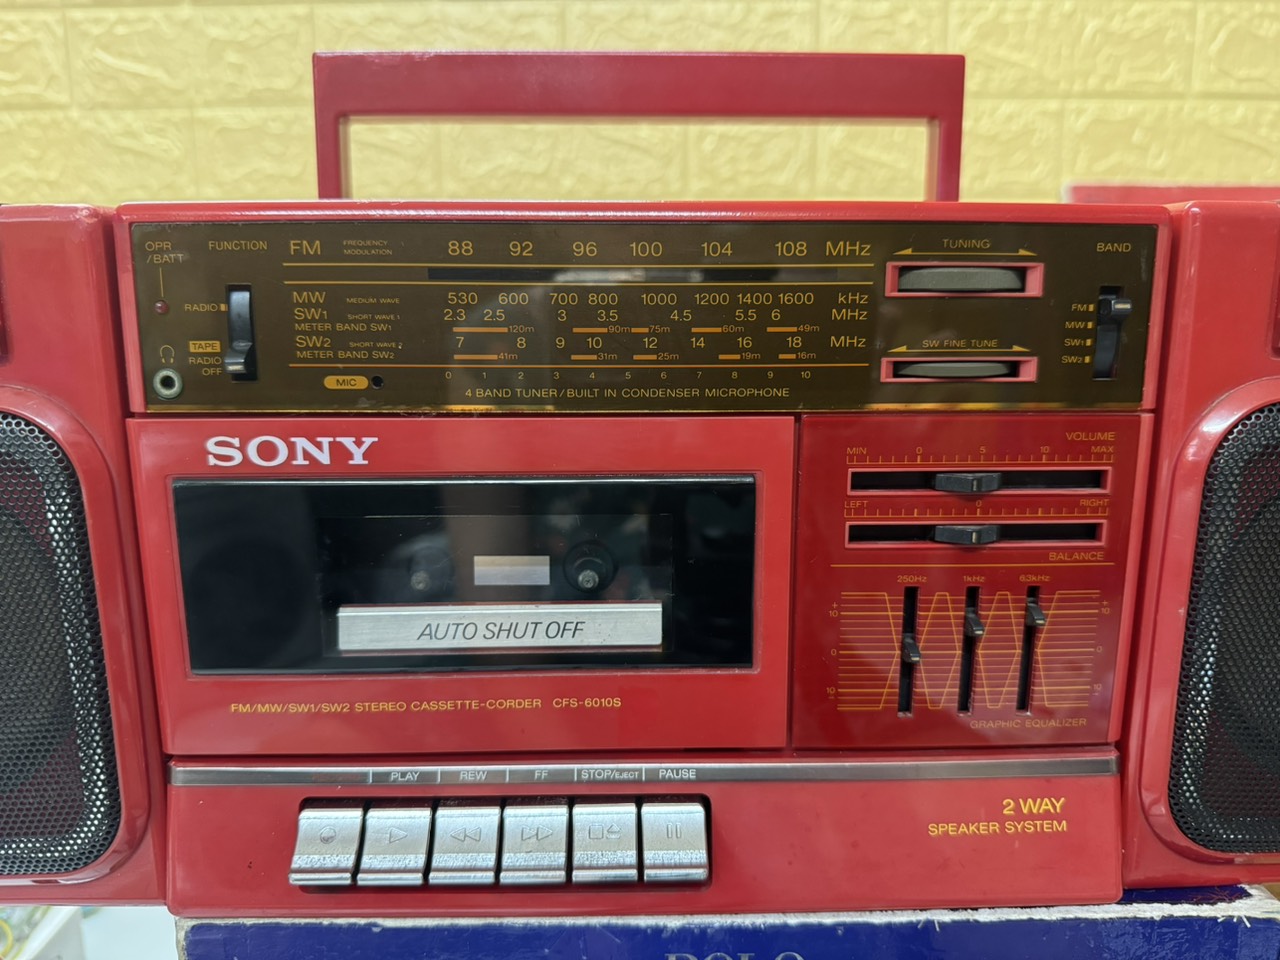 OPR
/BATT
FUNCTION
RADIO
TAPE
RADIO
OFF
FM FREQUENCY MODULATION 88 92 96 100 104 108 MHz
MW MEDIUM WAVE 530 600 700 800 1000 1200 1400 1600 kHz
SW1 SHORT WAVE 1 2.3 2.5 3 3.5 4.5 5.5 6 MHz
METER BAND SW1 120m 90m 75m 60m 49m
SW2 SHORT WAVE 2 7 8 9 10 12 14 16 18 MHz
METER BAND SW2 41m 31m 25m 19m 16m
0 1 2 3 4 5 6 7 8 9 10
MIC
4 BAND TUNER/BUILT IN CONDENSER MICROPHONE
TUNING
SW FINE TUNE
BAND
FM
MW
SW1
SW2
SONY
AUTO SHUT OFF
FM/MW/SW1/SW2 STEREO CASSETTE-CORDER CFS-6010S
VOLUME
MIN 0 5 10 MAX
LEFT 0 RIGHT
BALANCE
250Hz 1kHz 6.3kHz
+10 +10
0 0
-10 -10
GRAPHIC EQUALIZER
PLAY REW FF STOP/EJECT PAUSE
2 WAY
SPEAKER SYSTEM